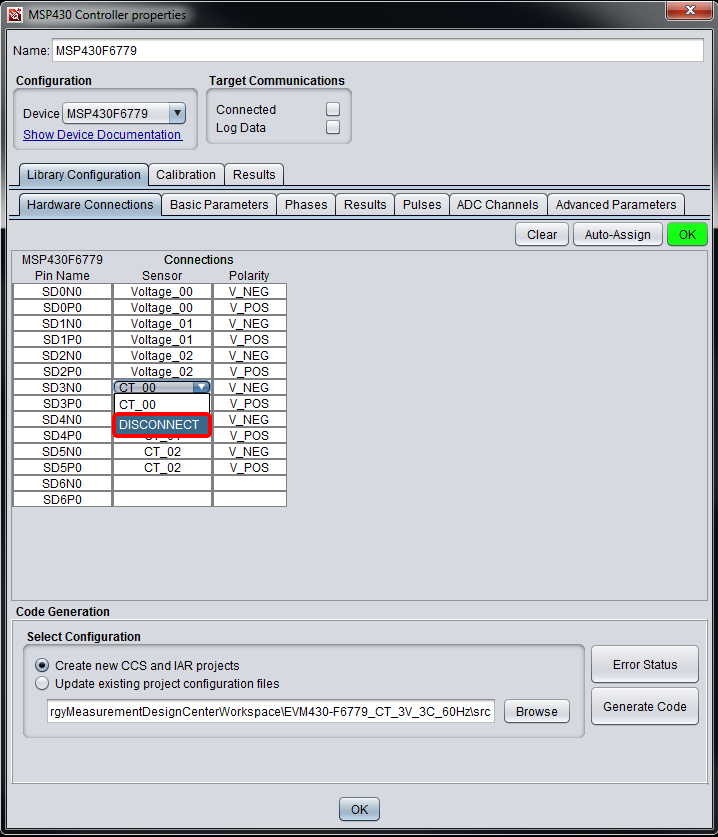 MSP430 Controller properties
Name: MSP430F6779
Configuration
Target Communications
Device MSP430F6779
Show Device Documentation
Connected
Log Data
Library Configuration Calibration Results
Hardware Connections Basic Parameters Phases Results Pulses ADC Channels Advanced Parameters
Clear Auto-Assign OK
MSP430F6779 Connections
Pin Name Sensor Polarity
SD0N0 Voltage_00 V_NEG
SD0P0 Voltage_00 V_POS
SD1N0 Voltage_01 V_NEG
SD1P0 Voltage_01 V_POS
SD2N0 Voltage_02 V_NEG
SD2P0 Voltage_02 V_POS
SD3N0 CT_00 V_NEG
SD3P0 CT_00 V_POS
SD4N0 DISCONNECT V_NEG
SD4P0 V_POS
SD5N0 CT_02 V_NEG
SD5P0 CT_02 V_POS
SD6N0
SD6P0
Code Generation
Select Configuration
Create new CCS and IAR projects
Update existing project configuration files
rgyMeasurementDesignCenterWorkspace\EVM430-F6779_CT_3V_3C_60Hz\src Browse
Error Status
Generate Code
OK